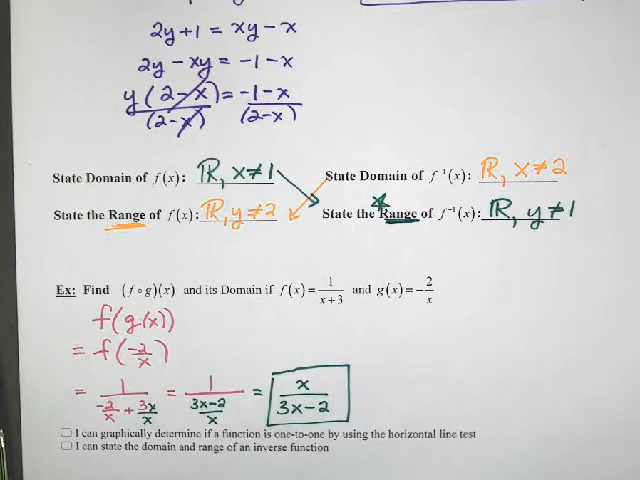 2y+1 = xy-x
2y - xy = -1-x
y(2-x) = -1-x
(2-x) (2-x)
State Domain of f(x): ℝ, x≠1 State Domain of f⁻¹(x): ℝ, x≠2
State the Range of f(x): ℝ, y≠2 State the *Range of f⁻¹(x): ℝ, y≠1
Ex: Find (f∘g)(x) and its Domain if f(x) = 1/(x+3) and g(x) = -2/x
f(g(x))
= f(-2/x)
= 1/(-2/x + 3x/x) = 1/((3x-2)/x) = x/(3x-2)
I can graphically determine if a function is one-to-one by using the horizontal line test
I can state the domain and range of an inverse function